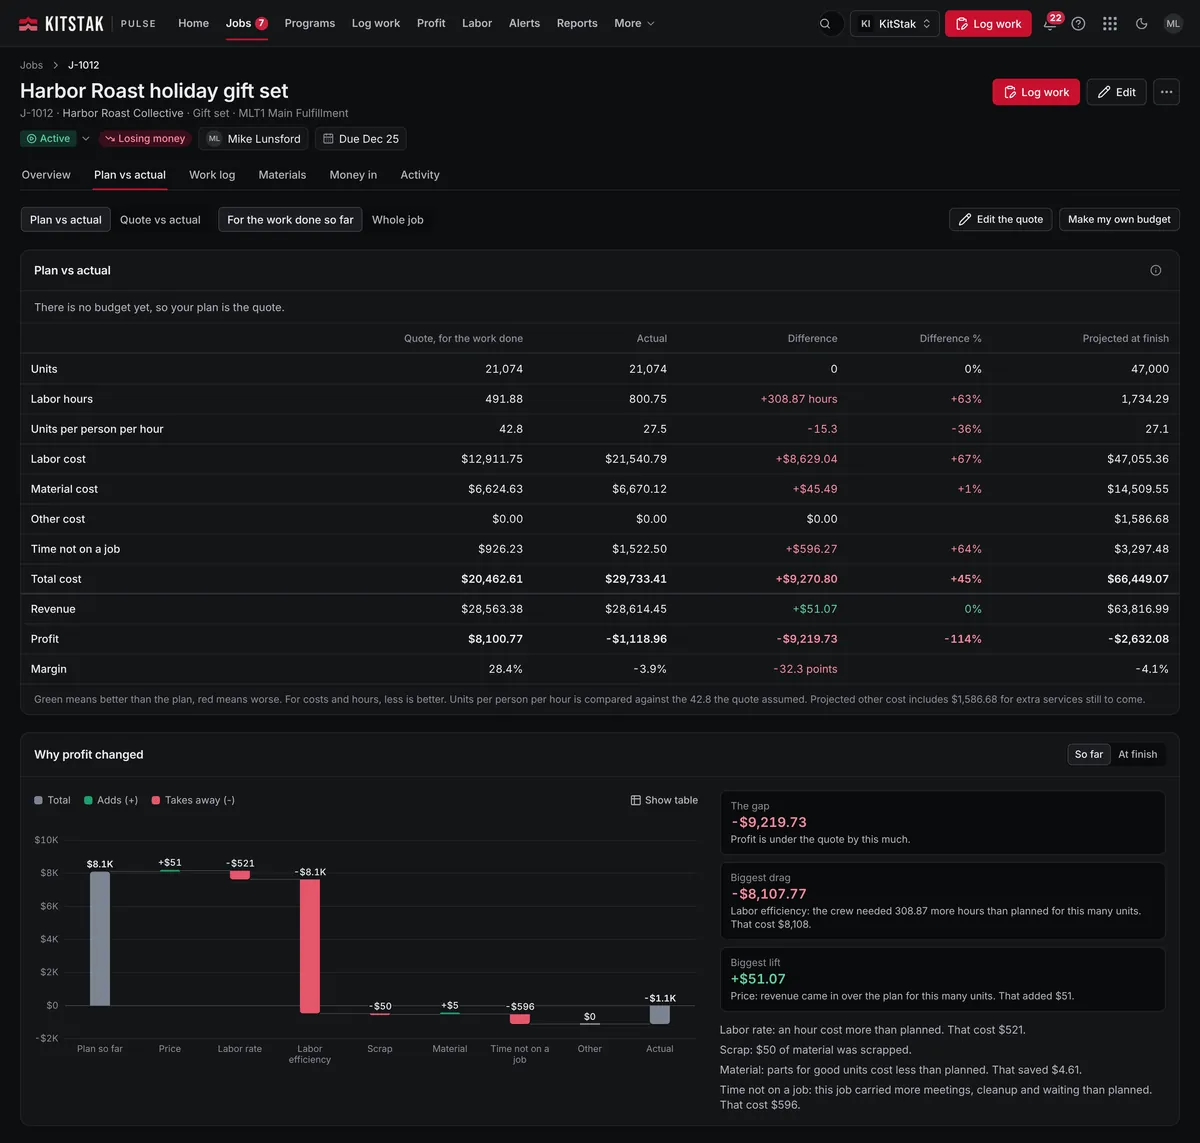 KITSTAK PULSE Home Jobs 7 Programs Log work Profit Labor Alerts Reports More KI KitStak Log work 22 ML
Jobs > J-1012
Harbor Roast holiday gift set
Log work Edit
J-1012 · Harbor Roast Collective · Gift set · MLT1 Main Fulfillment
Active Losing money ML Mike Lunsford Due Dec 25
Overview Plan vs actual Work log Materials Money in Activity
Plan vs actual Quote vs actual For the work done so far Whole job Edit the quote Make my own budget
Plan vs actual
There is no budget yet, so your plan is the quote.
Quote, for the work done Actual Difference Difference % Projected at finish
Units 21,074 21,074 0 0% 47,000
Labor hours 491.88 800.75 +308.87 hours +63% 1,734.29
Units per person per hour 42.8 27.5 -15.3 -36% 27.1
Labor cost $12,911.75 $21,540.79 +$8,629.04 +67% $47,055.36
Material cost $6,624.63 $6,670.12 +$45.49 +1% $14,509.55
Other cost $0.00 $0.00 $0.00 $1,586.68
Time not on a job $926.23 $1,522.50 +$596.27 +64% $3,297.48
Total cost $20,462.61 $29,733.41 +$9,270.80 +45% $66,449.07
Revenue $28,563.38 $28,614.45 +$51.07 0% $63,816.99
Profit $8,100.77 -$1,118.96 -$9,219.73 -114% -$2,632.08
Margin 28.4% -3.9% -32.3 points -4.1%
Green means better than the plan, red means worse. For costs and hours, less is better. Units per person per hour is compared against the 42.8 the quote assumed. Projected other cost includes $1,586.68 for extra services still to come.
Why profit changed So far At finish
Total Adds (+) Takes away (-) Show table
$10K
$8K
$6K
$4K
$2K
$0
-$2K
$8.1K +$51 -$521 -$8.1K -$50 +$5 -$596 $0 -$1.1K
Plan so far Price Labor rate Labor efficiency Scrap Material Time not on a job Other Actual
The gap
-$9,219.73
Profit is under the quote by this much.
Biggest drag
-$8,107.77
Labor efficiency: the crew needed 308.87 more hours than planned for this many units.
That cost $8,108.
Biggest lift
+$51.07
Price: revenue came in over the plan for this many units. That added $51.
Labor rate: an hour cost more than planned. That cost $521.
Scrap: $50 of material was scrapped.
Material: parts for good units cost less than planned. That saved $4.61.
Time not on a job: this job carried more meetings, cleanup and waiting than planned.
That cost $596.